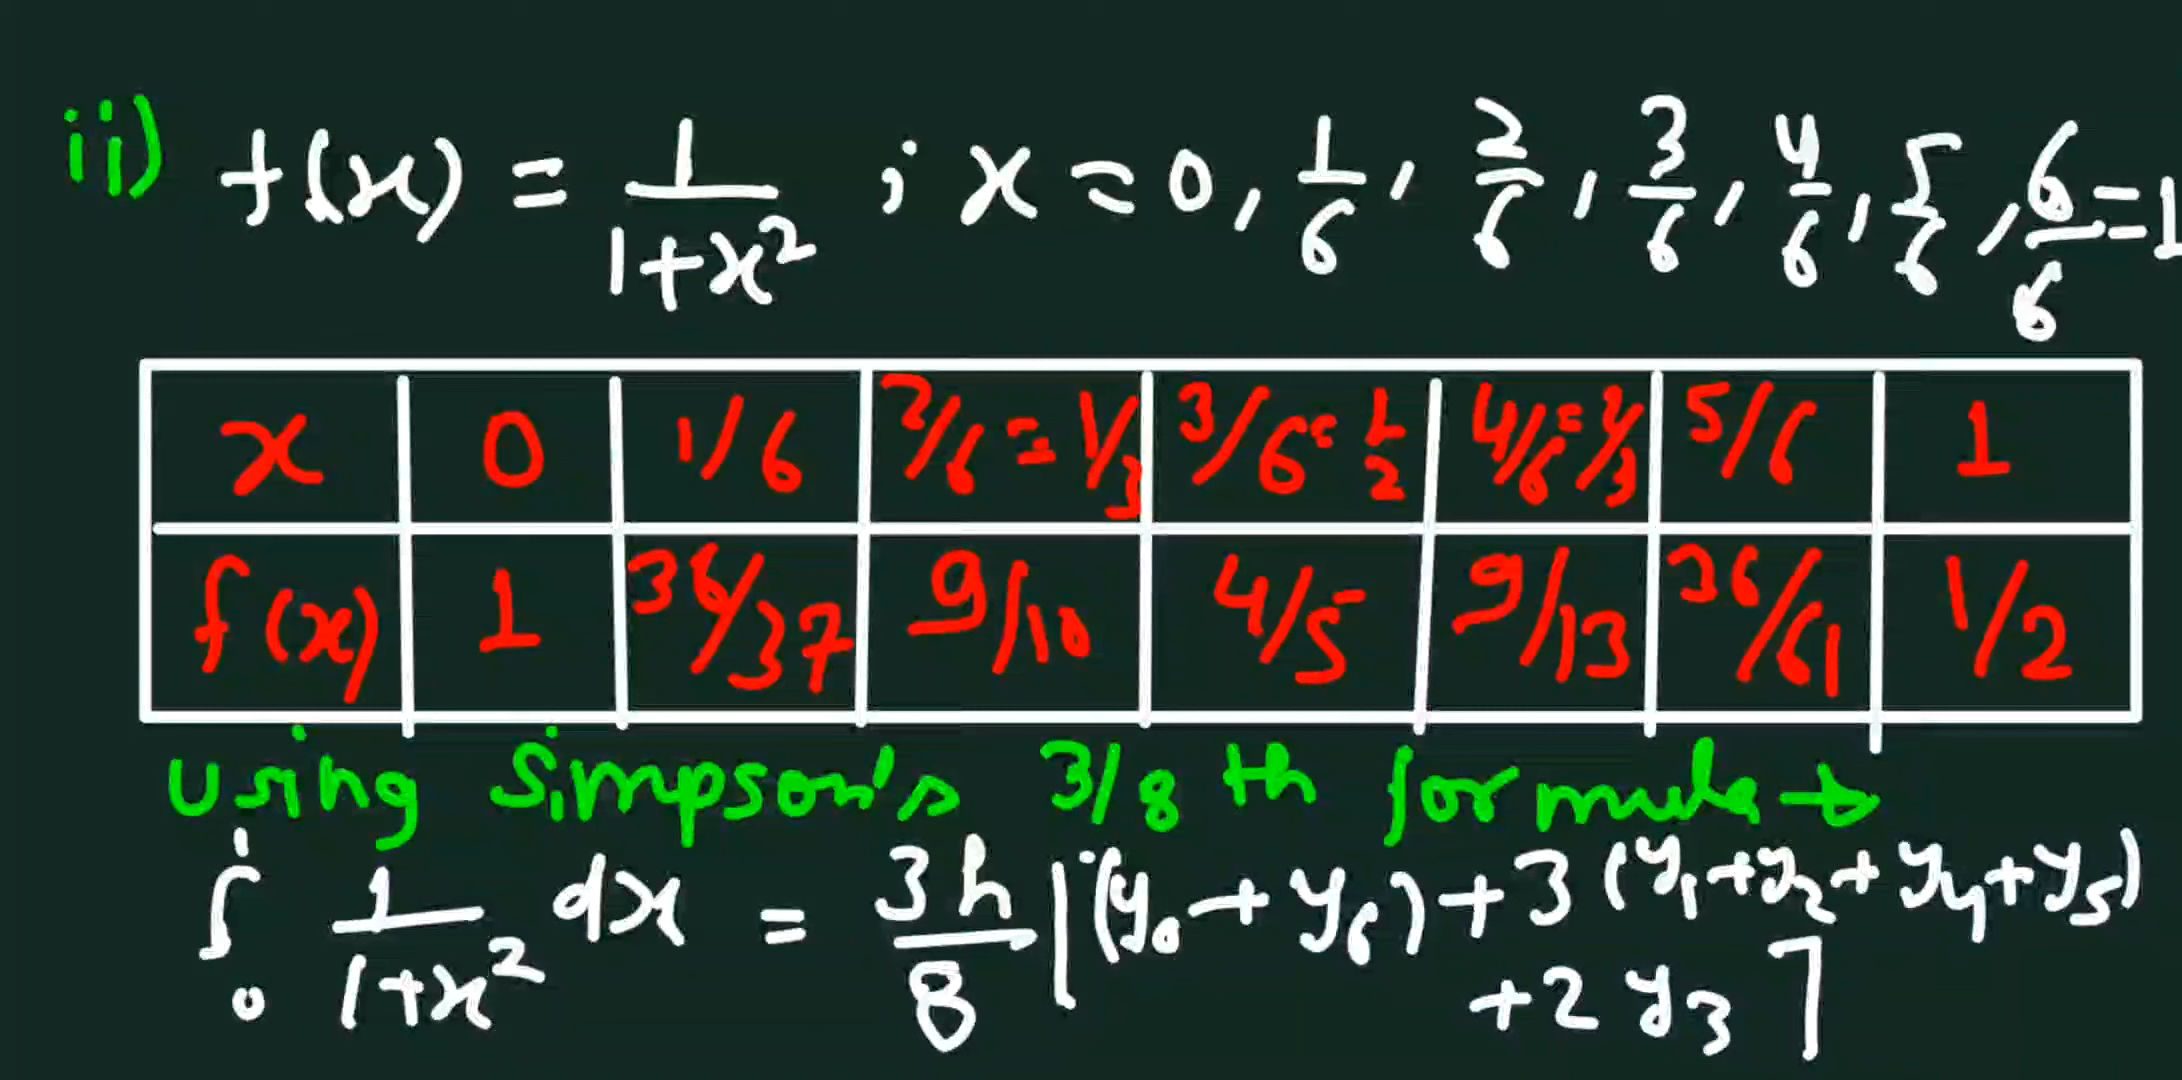 ii) f(x) = 1/(1+x²) ; x = 0, 1/6, 2/6, 3/6, 4/6, 5/6, 6/6 = 1
x 0 1/6 2/6 = 1/3 3/6 = 1/2 4/6 = 2/3 5/6 1
f(x) 1 36/37 9/10 4/5 9/13 36/61 1/2
using Simpson's 3/8 th formula →
∫₀¹ 1/(1+x²) dx = 3h/8 [(y₀ + y₆) + 3 (y₁ + y₂ + y₄ + y₅)
+ 2 y₃]